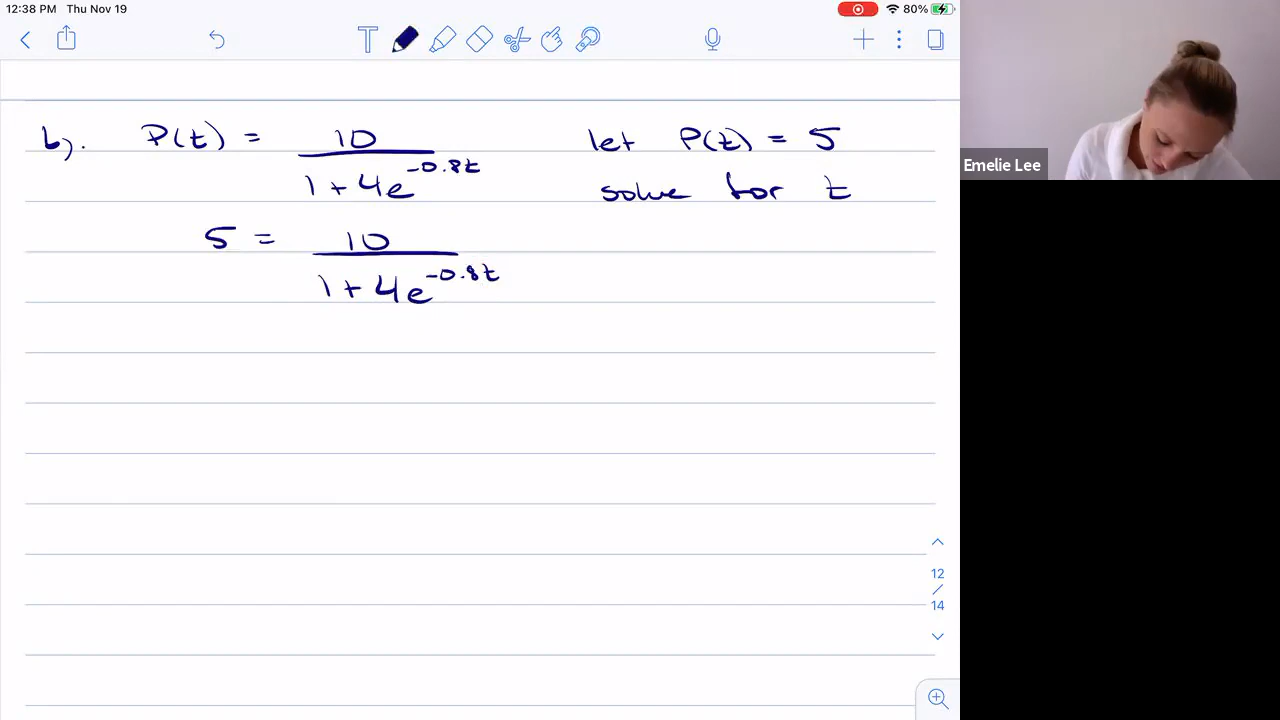 12:38 PM Thu Nov 19
80%
T
b). P(t) = 10 / 1 + 4e^-0.8t
let P(t) = 5
solve for t
5 = 10 / 1 + 4e^-0.8t
Emelie Lee
12
/
14